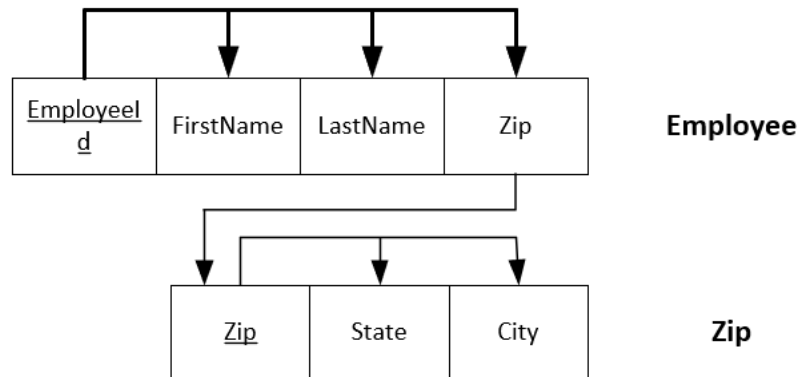 EmployeeI
d
FirstName
LastName
Zip
Employee
Zip
State
City
Zip